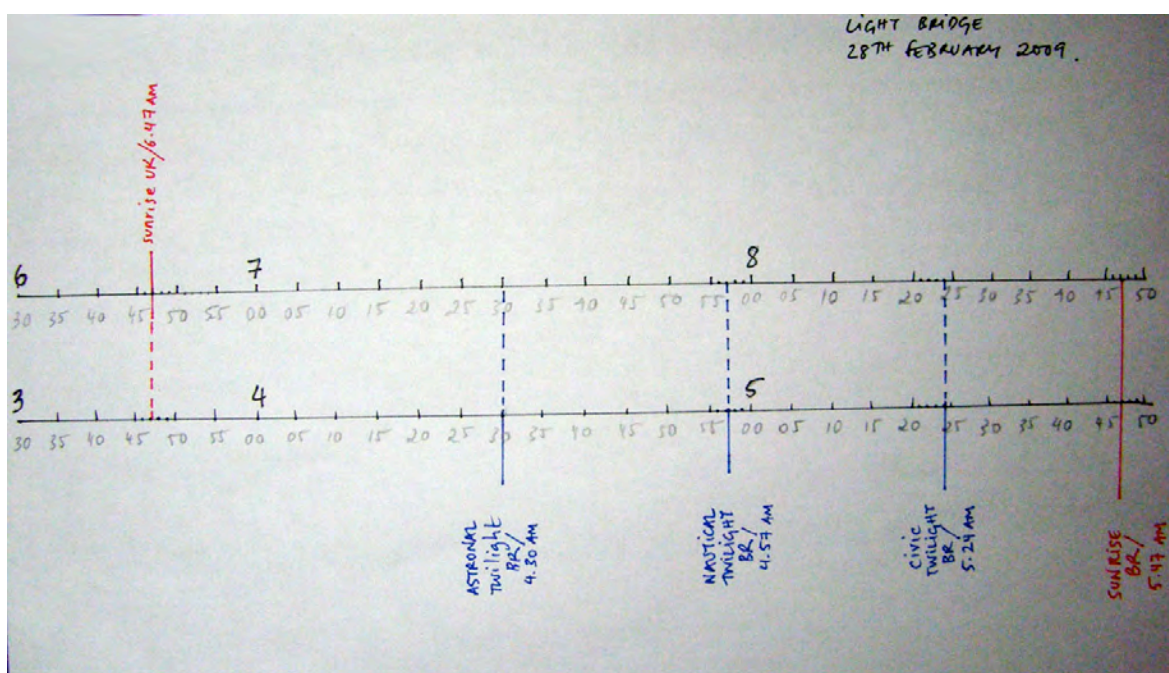 LIGHT BRIDGE
28TH FEBRUARY 2009.
sunrise UK/6.47 AM
6 7 8
30 35 40 45 50 55 00 05 10 15 20 25 30 35 40 45 50 55 00 05 10 15 20 25 30 35 40 45 50
3 4 5
30 35 40 45 50 55 00 05 10 15 20 25 30 35 40 45 50 55 00 05 10 15 20 25 30 35 40 45 50
ASTRONAL
twilight
BR/
4.30 AM
NAUTICAL
TWILIGHT
BR/
4.57 AM
CIVIC
TWILIGHT
BR/
5.24 AM
SUNRISE
BR/
5.47 AM